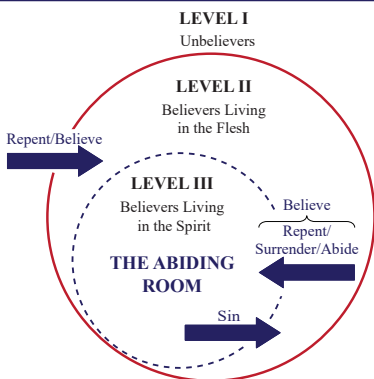 LEVEL I
Unbelievers
LEVEL II
Believers Living
in the Flesh
Repent/Believe
LEVEL III
Believers Living
in the Spirit
Believe
Repent/
Surrender/Abide
THE ABIDING
ROOM
Sin